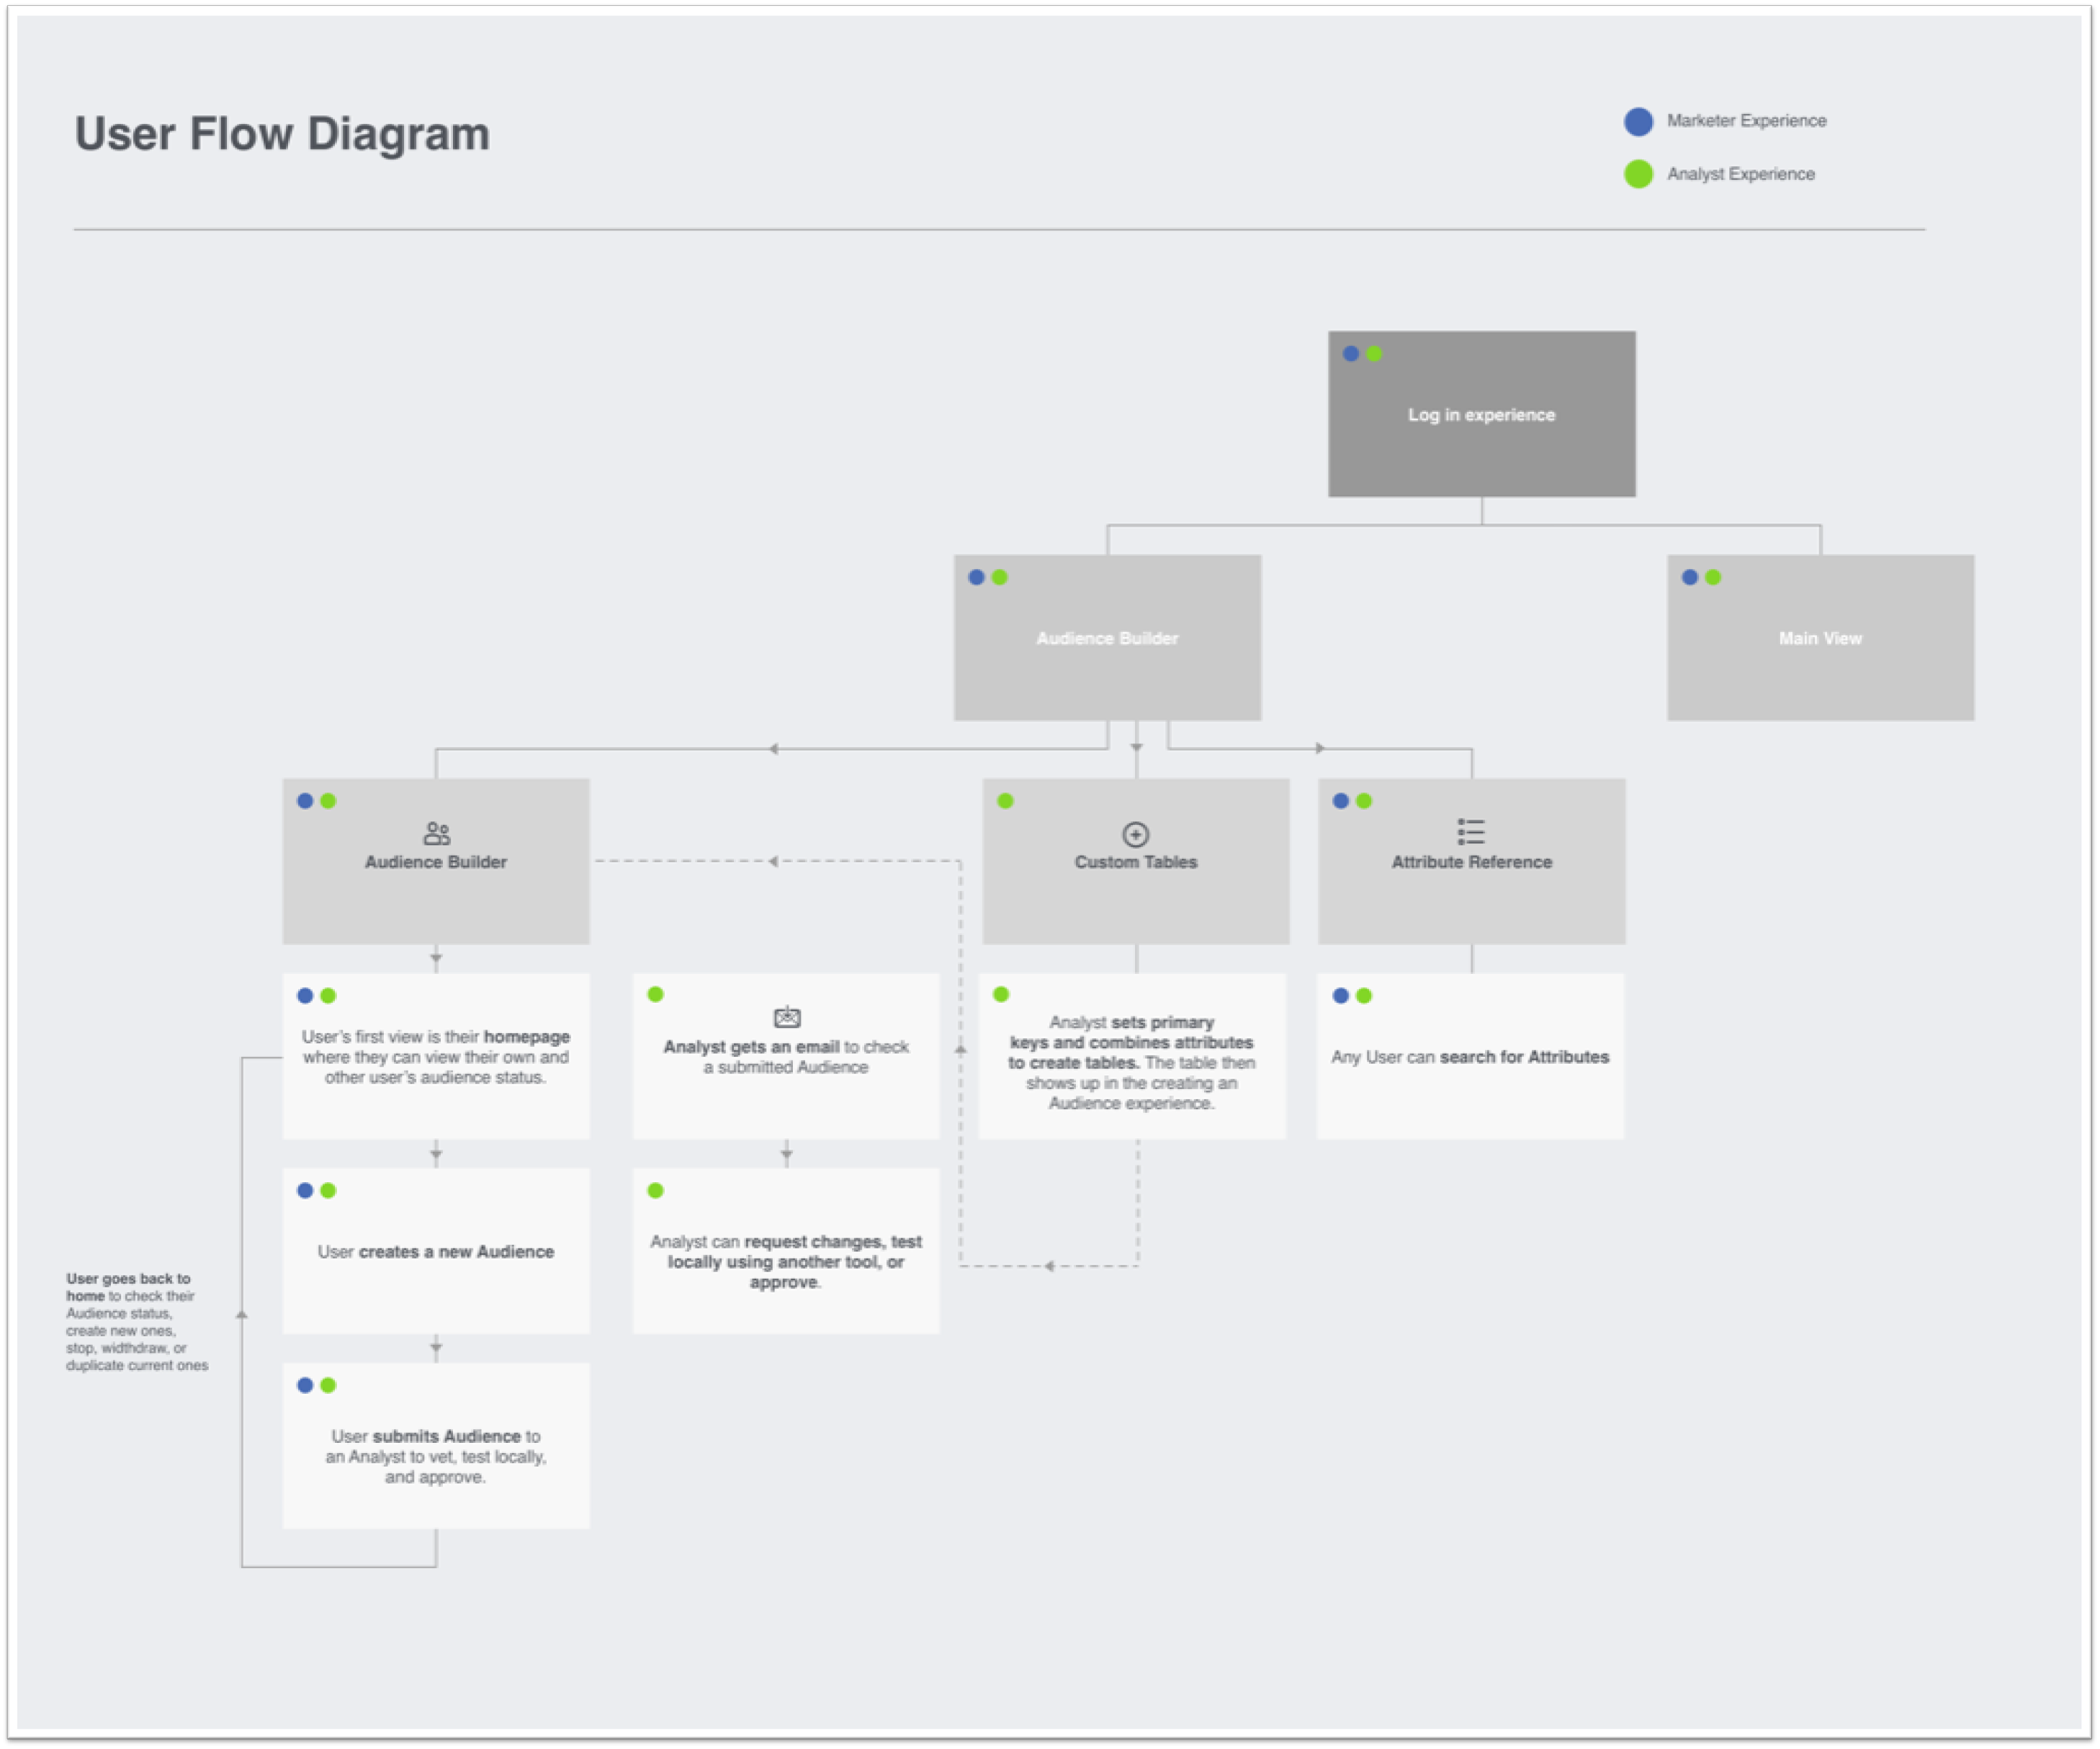 User Flow Diagram
Marketer Experience
Analyst Experience
Log in experience
Audience Builder
Main View
Audience Builder
Custom Tables
Attribute Reference
User's first view is their homepage
where they can view their own and
other user's audience status.
Analyst gets an email to check
a submitted Audience
Analyst sets primary
keys and combines attributes
to create tables. The table then
shows up in the creating an
Audience experience.
Any User can search for Attributes
User creates a new Audience
Analyst can request changes, test
locally using another tool, or
approve.
User goes back to
home to check their
Audience status,
create new ones,
stop, widthdraw, or
duplicate current ones
User submits Audience to
an Analyst to vet, test locally,
and approve.